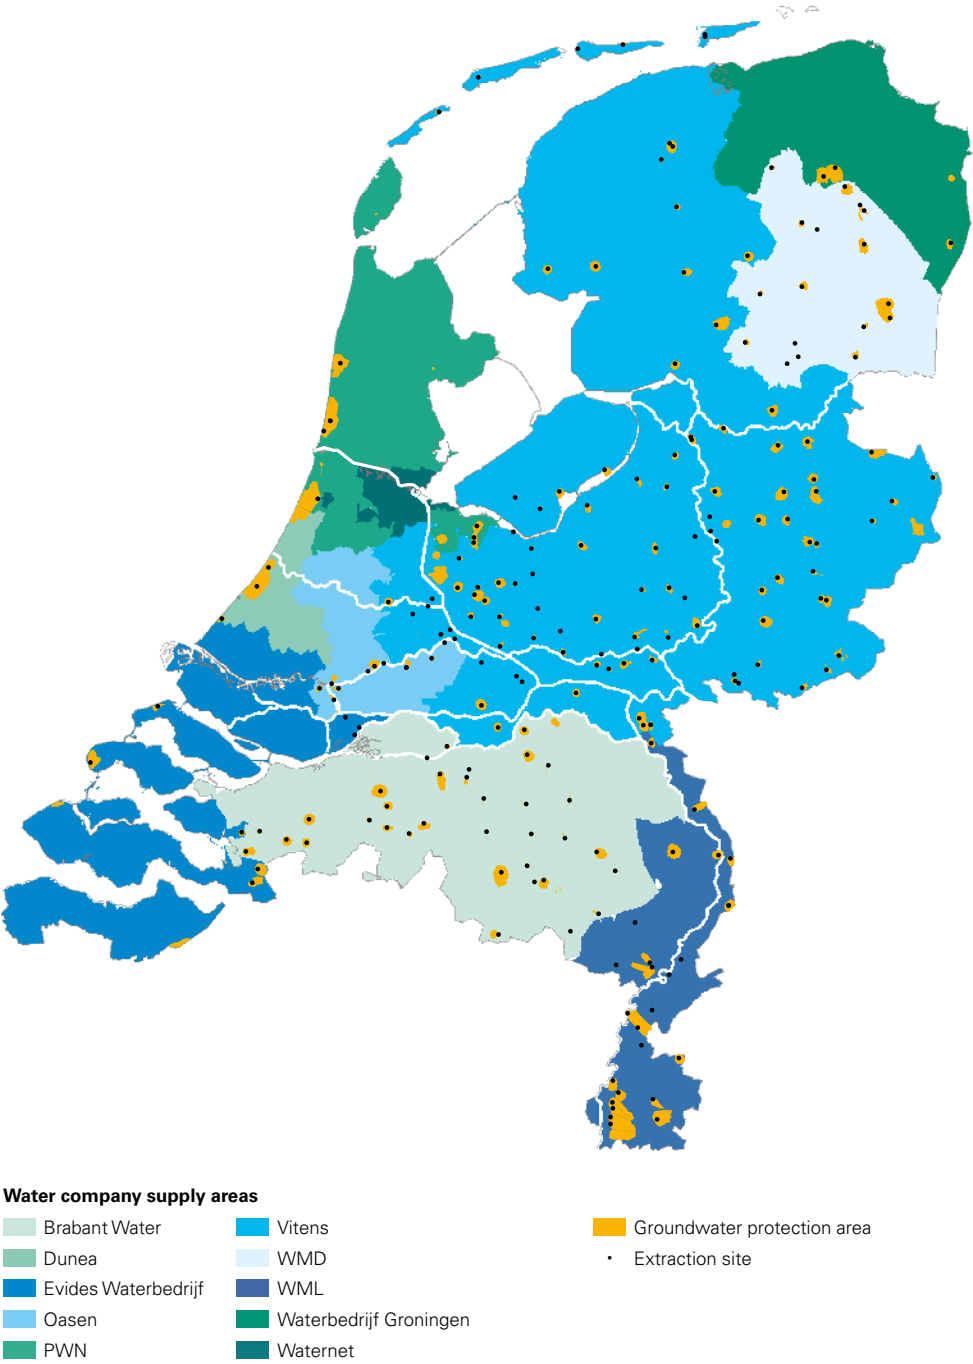 Water company supply areas
Brabant Water
Dunea
Evides Waterbedrijf
Oasen
PWN
Vitens
WMD
WML
Waterbedrijf Groningen
Waternet
Groundwater protection area
Extraction site